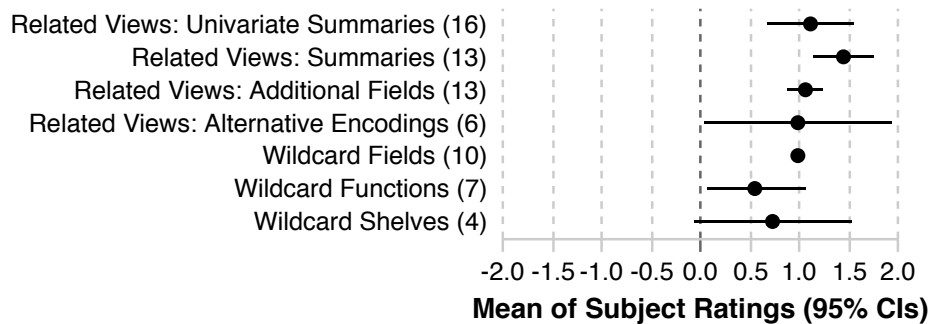 Related Views: Univariate Summaries (16)
Related Views: Summaries (13)
Related Views: Additional Fields (13)
Related Views: Alternative Encodings (6)
Wildcard Fields (10)
Wildcard Functions (7)
Wildcard Shelves (4)
-2.0 -1.5 -1.0 -0.5 0.0 0.5 1.0 1.5 2.0
Mean of Subject Ratings (95% CIs)